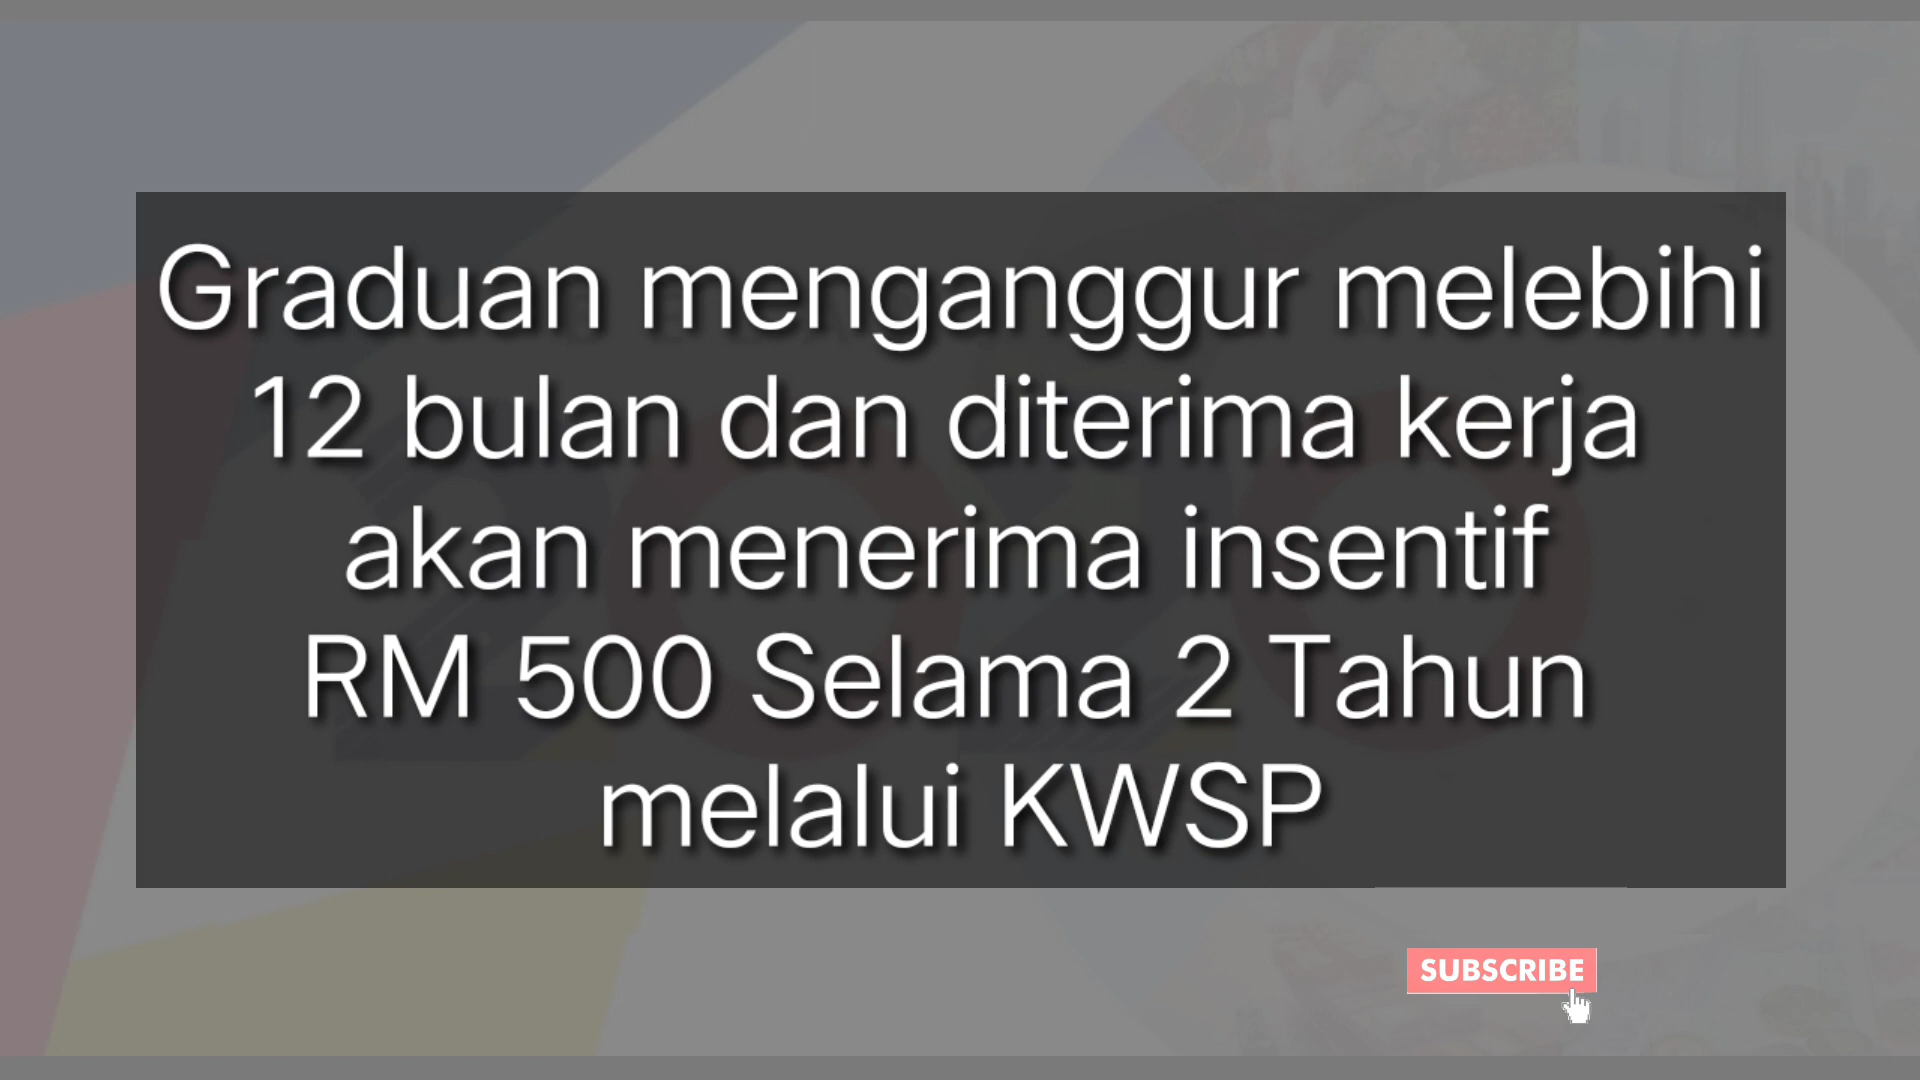 Graduan menganggur melebihi
12 bulan dan diterima kerja
akan menerima insentif
RM 500 Selama 2 Tahun
melalui KWSP
SUBSCRIBE